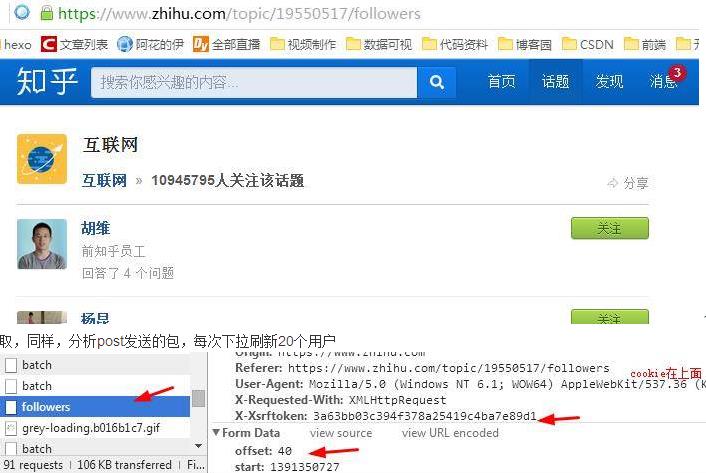 https://www.zhihu.com/topic/19550517/followers
hexo 文章列表 阿花的伊 全部直播 视频制作 数据可视 代码资料 博客园 CSDN 前端
知乎 搜索你感兴趣的内容... 首页 话题 发现 消息 3
互联网
互联网 » 10945795人关注该话题 分享
胡维 关注
前知乎员工
回答了 4 个问题
杨昆 关注
取，同样，分析post发送的包，每次下拉刷新20个用户
Origin: https://www.zhihu.com
batch
Referer: https://www.zhihu.com/topic/19550517/followers
cookie在上面
batch
User-Agent: Mozilla/5.0 (Windows NT 6.1; WOW64) AppleWebKit/537.36 (K
followers
X-Requested-With: XMLHttpRequest
X-Xsrftoken: 3a63bb03c394f378a25419c4ba7e89d1
grey-loading.b016b1c7.gif
Form Data view source view URL encoded
batch
offset: 40
91 requests | 106 KB transferred | Fi...
start: 1391350727